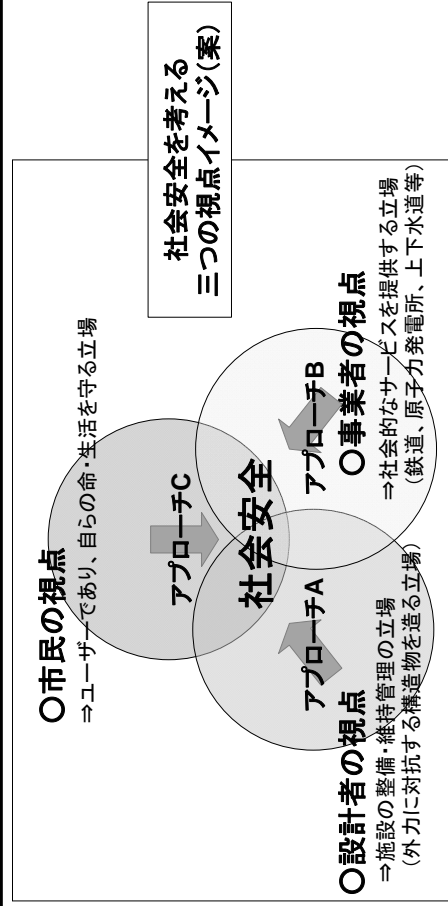 社会安全を考える
三つの視点イメージ（案）
○市民の視点
⇒ユーザーであり、自らの命・生活を守る立場
アプローチC
社会安全
アプローチA
アプローチB
○設計者の視点
⇒施設の整備・維持管理の立場
（外力に対抗する構造物を造る立場）
○事業者の視点
⇒社会的なサービスを提供する立場
（鉄道、原子力発電所、上下水道等）